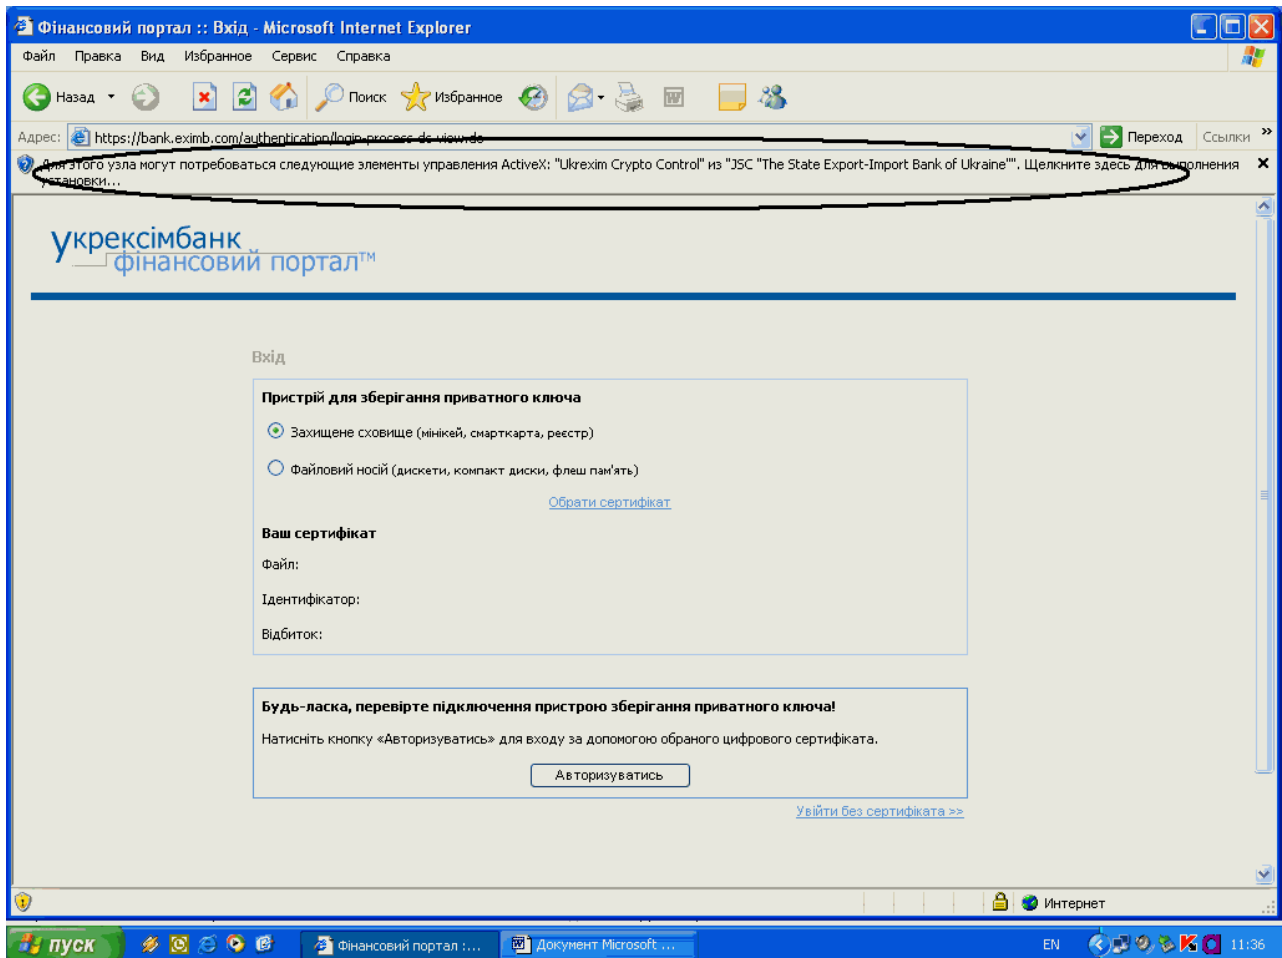 Фінансовий портал :: Вхід - Microsoft Internet Explorer
Файл Правка Вид Избранное Сервис Справка
Назад Поиск Избранное
Адрес: https://bank.eximb.com/authentication/login-process-ds-view.do Переход Ссылки »
Для этого узла могут потребоваться следующие элементы управления ActiveX: "Ukrexim Crypto Control" из "JSC "The State Export-Import Bank of Ukraine"". Щелкните здесь для выполнения
установки...
укрексімбанк
фінансовий портал™
Вхід
Пристрій для зберігання приватного ключа
Захищене сховище (мінікей, смарткарта, реєстр)
Файловий носій (дискети, компакт диски, флеш пам'ять)
Обрати сертифікат
Ваш сертифікат
Файл:
Ідентифікатор:
Відбиток:
Будь-ласка, перевірте підключення пристрою зберігання приватного ключа!
Натисніть кнопку «Авторизуватись» для входу за допомогою обраного цифрового сертифіката.
Авторизуватись
Увійти без сертифіката >>
Интернет
пуск Фінансовий портал :... Документ Microsoft ... EN 11:36